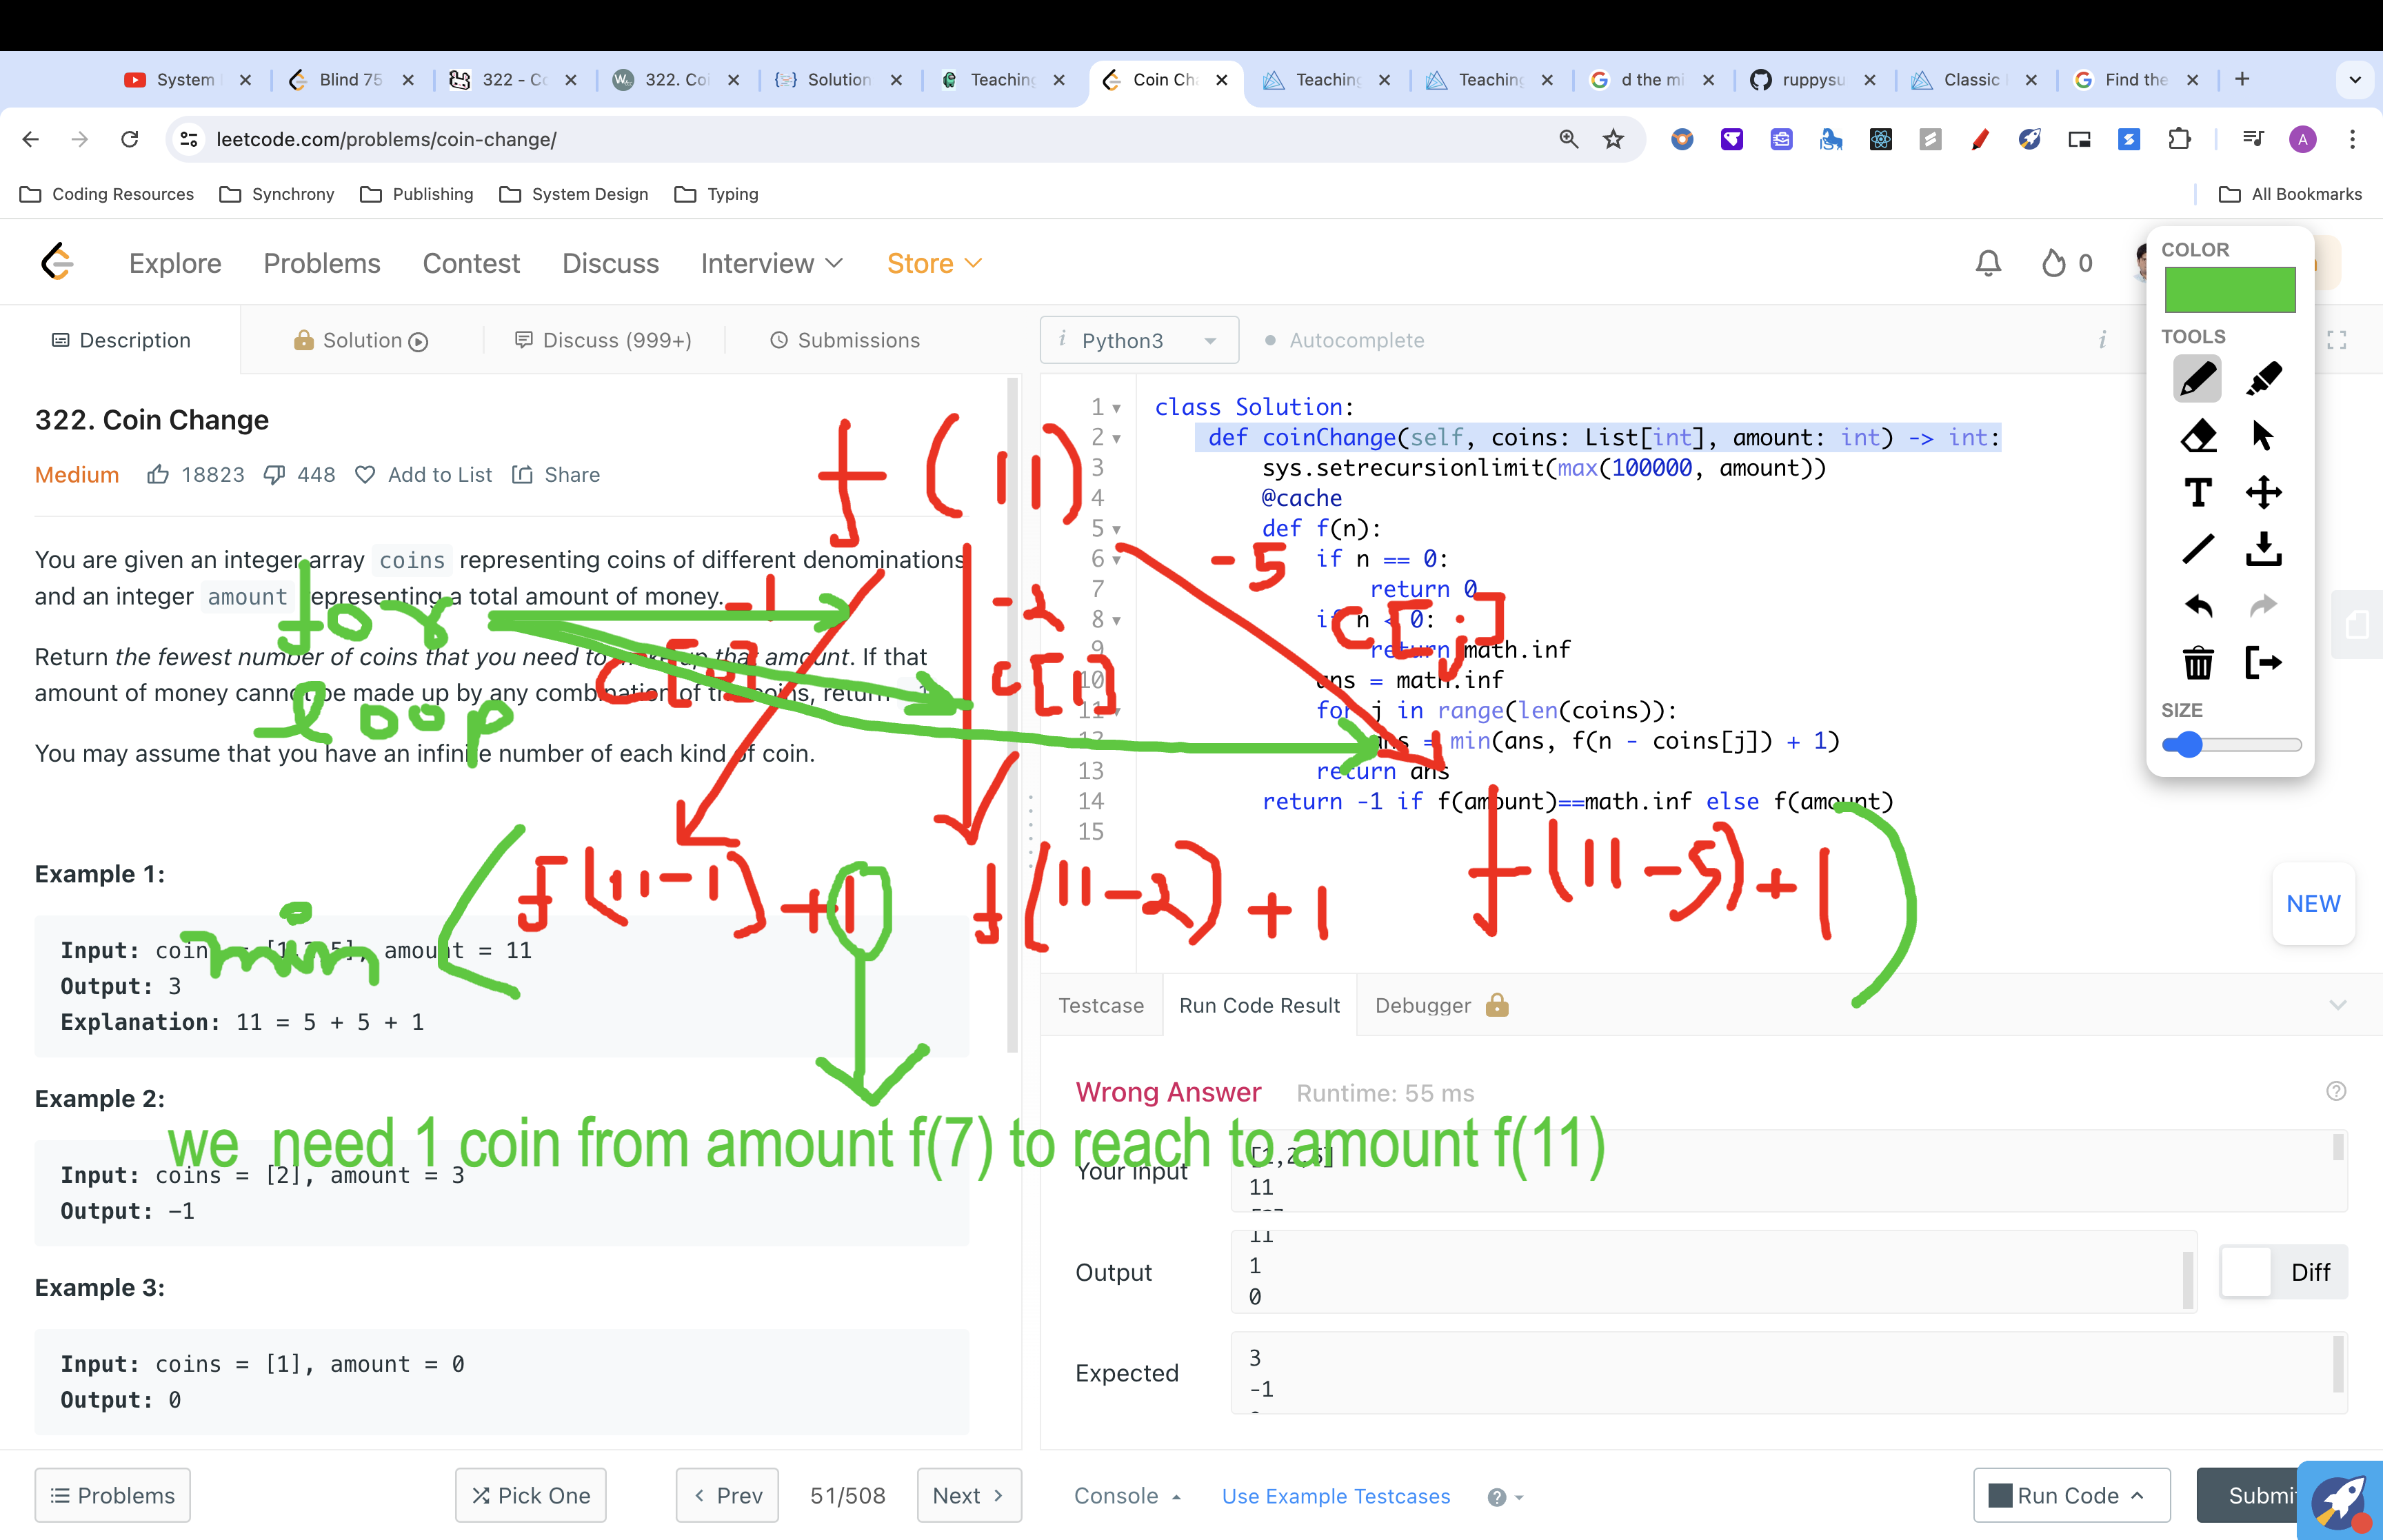 System
Blind 75
322 - Co
322. Coi
Solution
Teaching
Coin Cha
Teaching
Teaching
d the mi
ruppysu
Classic
Find the
leetcode.com/problems/coin-change/
A
Coding Resources
Synchrony
Publishing
System Design
Typing
All Bookmarks
Explore
Problems
Contest
Discuss
Interview
Store
0
COLOR
TOOLS
SIZE
Description
Solution
Discuss (999+)
Submissions
i Python3
Autocomplete
i
322. Coin Change
Medium 18823 448 Add to List Share
You are given an integer array coins representing coins of different denominations
and an integer amount representing a total amount of money.
Return the fewest number of coins that you need to make up that amount. If that
amount of money cannot be made up by any combination of the coins, return -1.
You may assume that you have an infinite number of each kind of coin.
Example 1:
Input: coins = [1,2,5], amount = 11
Output: 3
Explanation: 11 = 5 + 5 + 1
Example 2:
Input: coins = [2], amount = 3
Output: -1
Example 3:
Input: coins = [1], amount = 0
Output: 0
1 class Solution:
2 def coinChange(self, coins: List[int], amount: int) -> int:
3 sys.setrecursionlimit(max(100000, amount))
4 @cache
5 def f(n):
6 if n == 0:
7 return 0
8 if n < 0:
9 return math.inf
10 ans = math.inf
11 for j in range(len(coins)):
12 ans = min(ans, f(n - coins[j]) + 1)
13 return ans
14 return -1 if f(amount)==math.inf else f(amount)
15
f(11)
-1
-2
-5
c[0]
c[1]
c[j]
for
loop
min ( f(11-1)+1 f(11-2)+1 f(11-5)+1 )
we need 1 coin from amount f(7) to reach to amount f(11)
NEW
Testcase
Run Code Result
Debugger
Wrong Answer
Runtime: 55 ms
Your input
[1,2,5]
11
Output
11
1
0
Diff
Expected
3
-1
Problems
Pick One
Prev
51/508
Next
Console
Use Example Testcases
Run Code
Submi